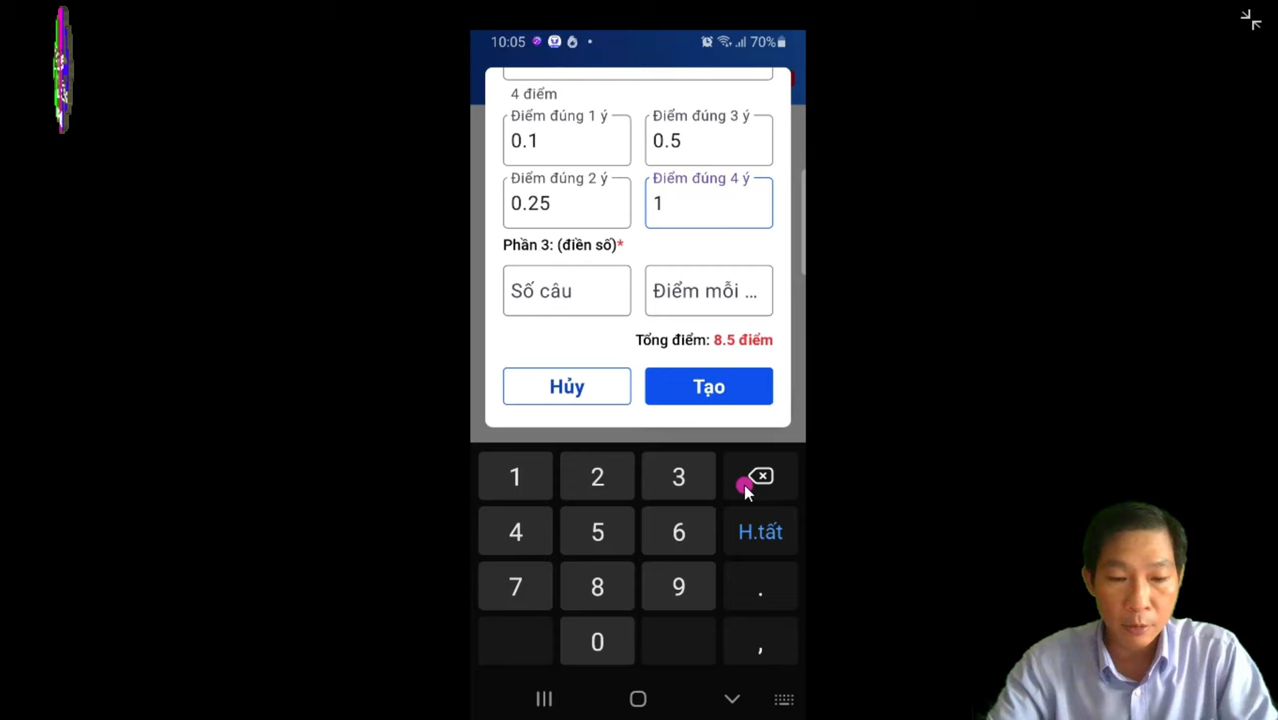 10:05 70%
4 điểm
Điểm đúng 1 ý Điểm đúng 3 ý
0.1 0.5
Điểm đúng 2 ý Điểm đúng 4 ý
0.25 1
Phần 3: (điền số)*
Số câu Điểm mỗi ...
Tổng điểm: 8.5 điểm
Hủy Tạo
1 2 3
4 5 6 H.tất
7 8 9 .
0 ,